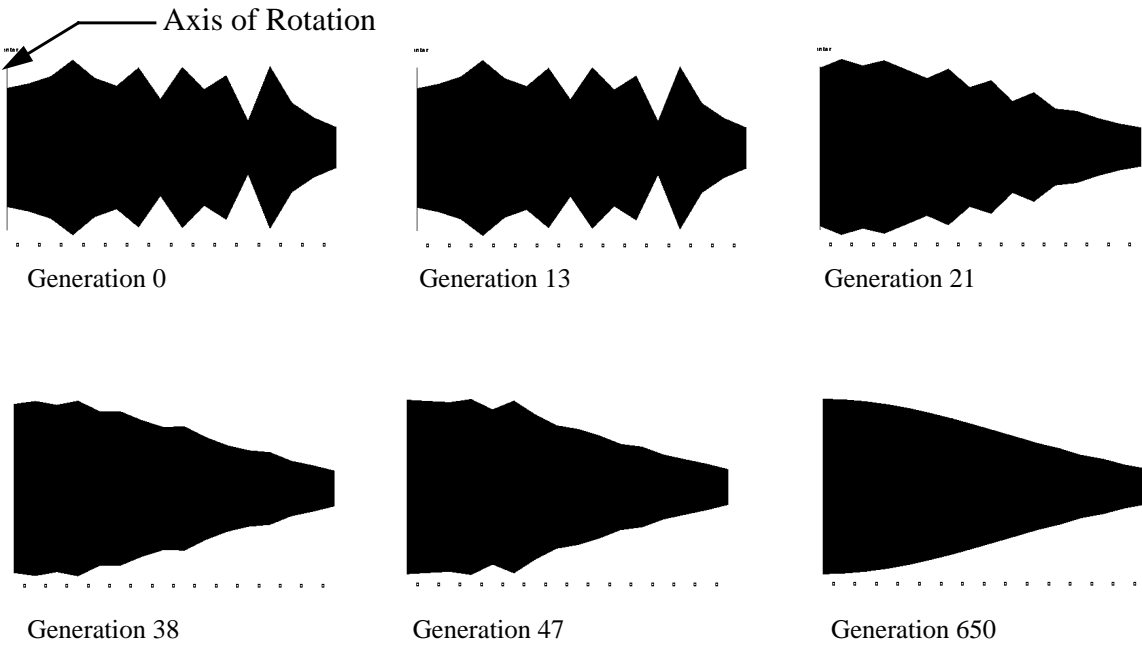 Axis of Rotation
Generation 0
Generation 13
Generation 21
Generation 38
Generation 47
Generation 650